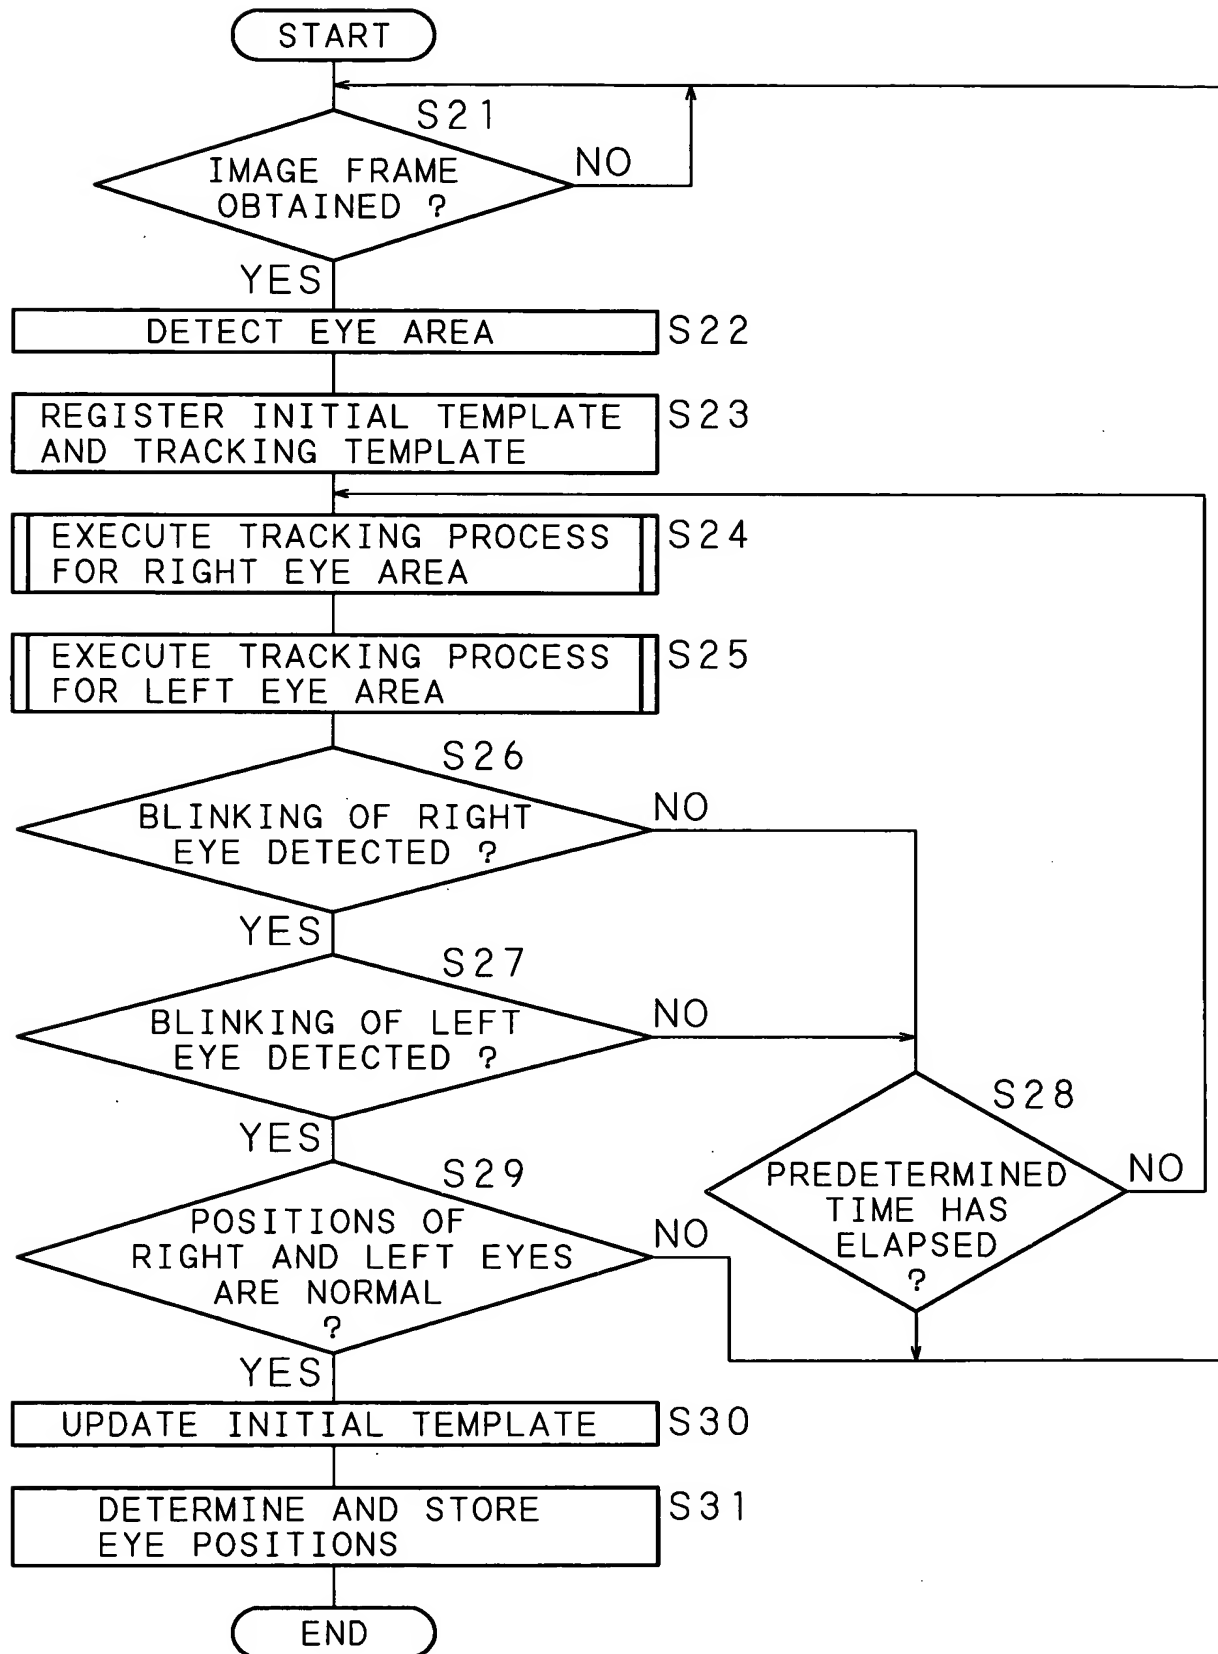 START
S21
IMAGE FRAME
OBTAINED ?
NO
YES
DETECT EYE AREA
S22
REGISTER INITIAL TEMPLATE
AND TRACKING TEMPLATE
S23
EXECUTE TRACKING PROCESS
FOR RIGHT EYE AREA
S24
EXECUTE TRACKING PROCESS
FOR LEFT EYE AREA
S25
S26
BLINKING OF RIGHT
EYE DETECTED ?
NO
YES
S27
BLINKING OF LEFT
EYE DETECTED ?
NO
YES
S28
PREDETERMINED
TIME HAS
ELAPSED
?
NO
S29
POSITIONS OF
RIGHT AND LEFT EYES
ARE NORMAL
?
NO
YES
UPDATE INITIAL TEMPLATE
S30
DETERMINE AND STORE
EYE POSITIONS
S31
END